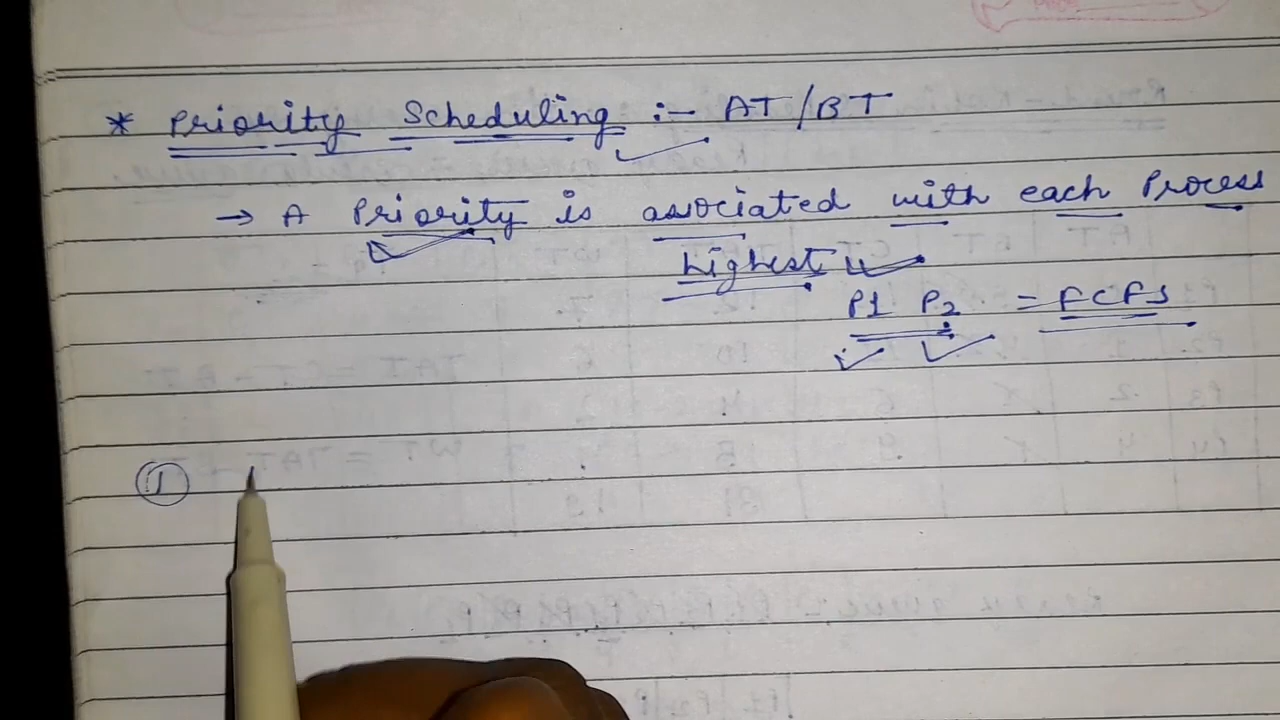 * Priority Scheduling :- AT/BT
→ A Priority is associated with each Process
highest
P1 P2 = FCFS
①